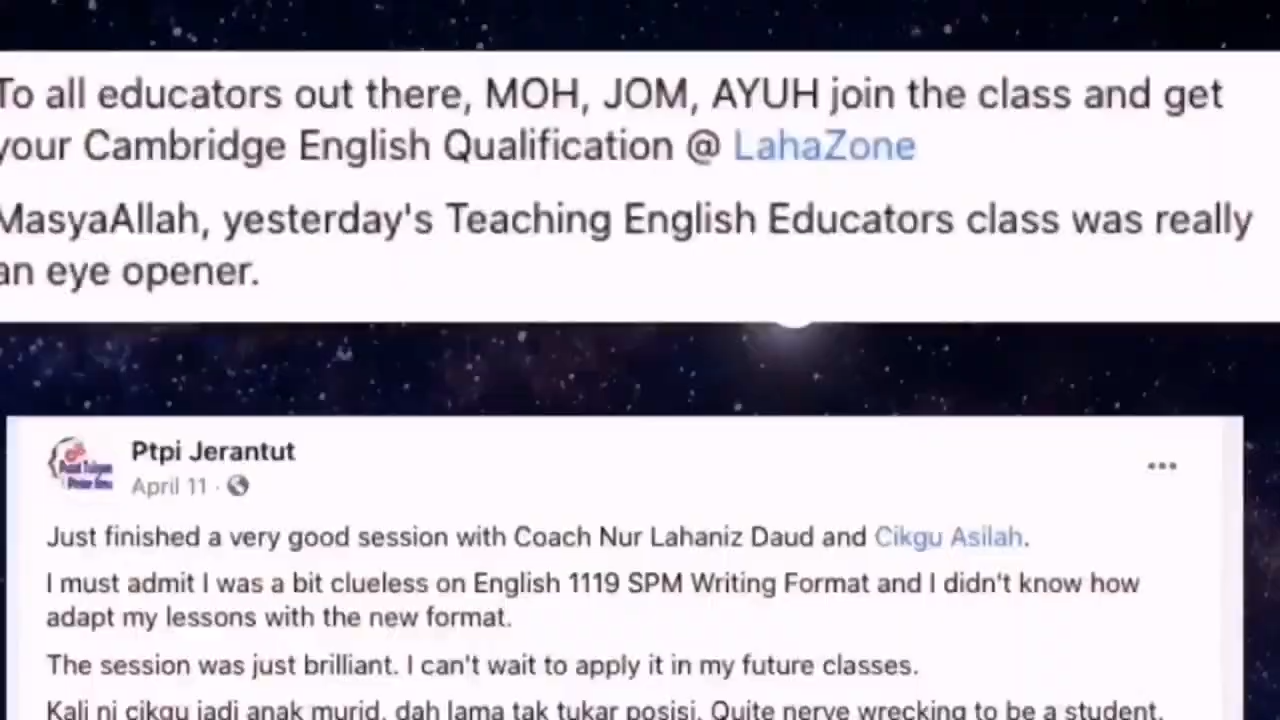 To all educators out there, MOH, JOM, AYUH join the class and get
your Cambridge English Qualification @ LahaZone
MasyaAllah, yesterday's Teaching English Educators class was really
an eye opener.
Ptpi Jerantut
April 11 ·
Just finished a very good session with Coach Nur Lahaniz Daud and Cikgu Asilah.
I must admit I was a bit clueless on English 1119 SPM Writing Format and I didn't know how
adapt my lessons with the new format.
The session was just brilliant. I can't wait to apply it in my future classes.
Kali ni cikgu jadi anak murid, dah lama tak tukar posisi. Quite nerve wrecking to be a student.